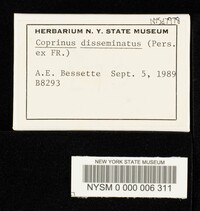 HERBARIUM N. Y. STATE MUSEUM
Coprinus disseminatus (Pers.
ex FR.)
A.E. Bessette Sept. 5, 1989
B8293
NEW YORK STATE MUSEUM
NYSM 0 000 006 311